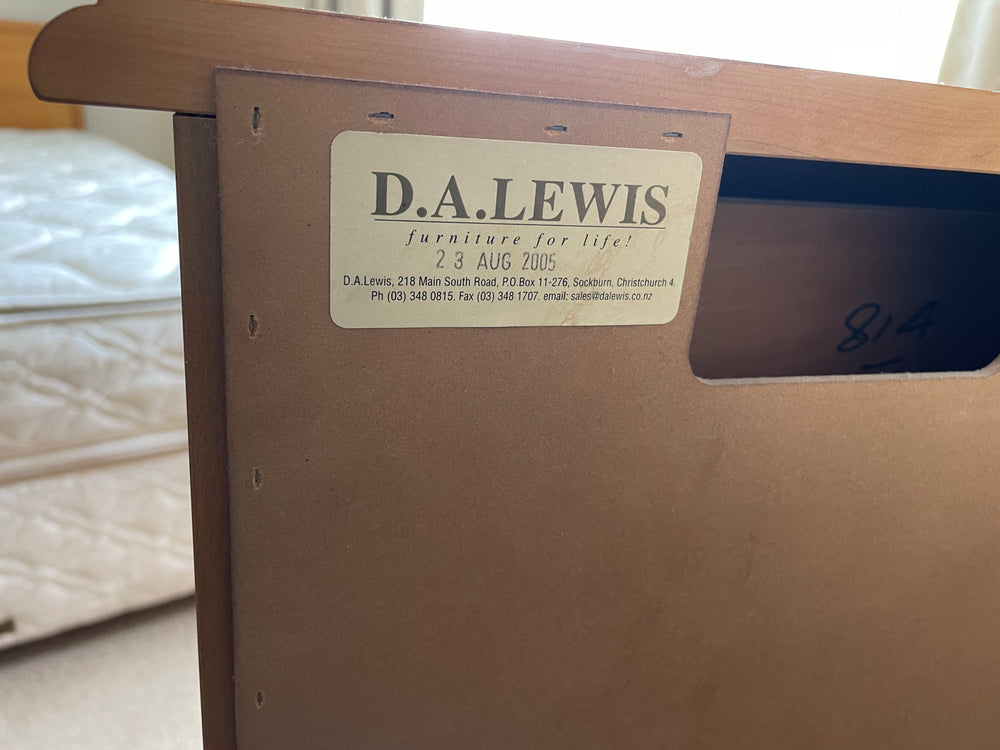 D.A.LEWIS
furniture for life!
23 AUG 2005
D.A.Lewis, 218 Main South Road, P.O.Box 11-276, Sockburn, Christchurch 4.
Ph (03) 348 0815. Fax (03) 348 1707. email: sales@dalewis.co.nz
814